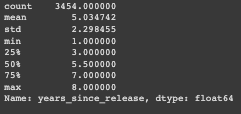 count    3454.000000
mean        5.034742
std         2.298455
min         1.000000
25%         3.000000
50%         5.500000
75%         7.000000
max         8.000000
Name: years_since_release, dtype: float64